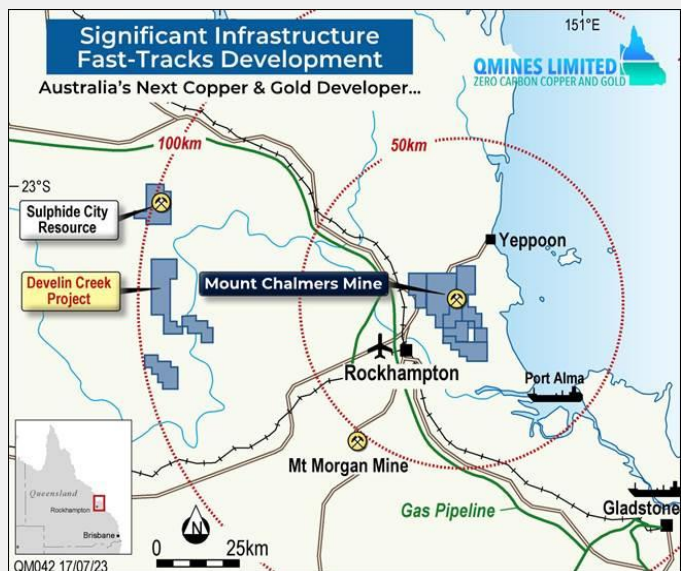 Significant Infrastructure
Fast-Tracks Development
Australia's Next Copper & Gold Developer...
151°E
QMINES LIMITED
ZERO CARBON COPPER AND GOLD
100km
50km
23°S
Sulphide City
Resource
Yeppoon
Develin Creek
Project
Mount Chalmers Mine
Rockhampton
Port Alma
Mt Morgan Mine
Queensland
Rockhampton
Brisbane
Gas Pipeline
Gladstone
N
0 25km
QM042 17/07/23